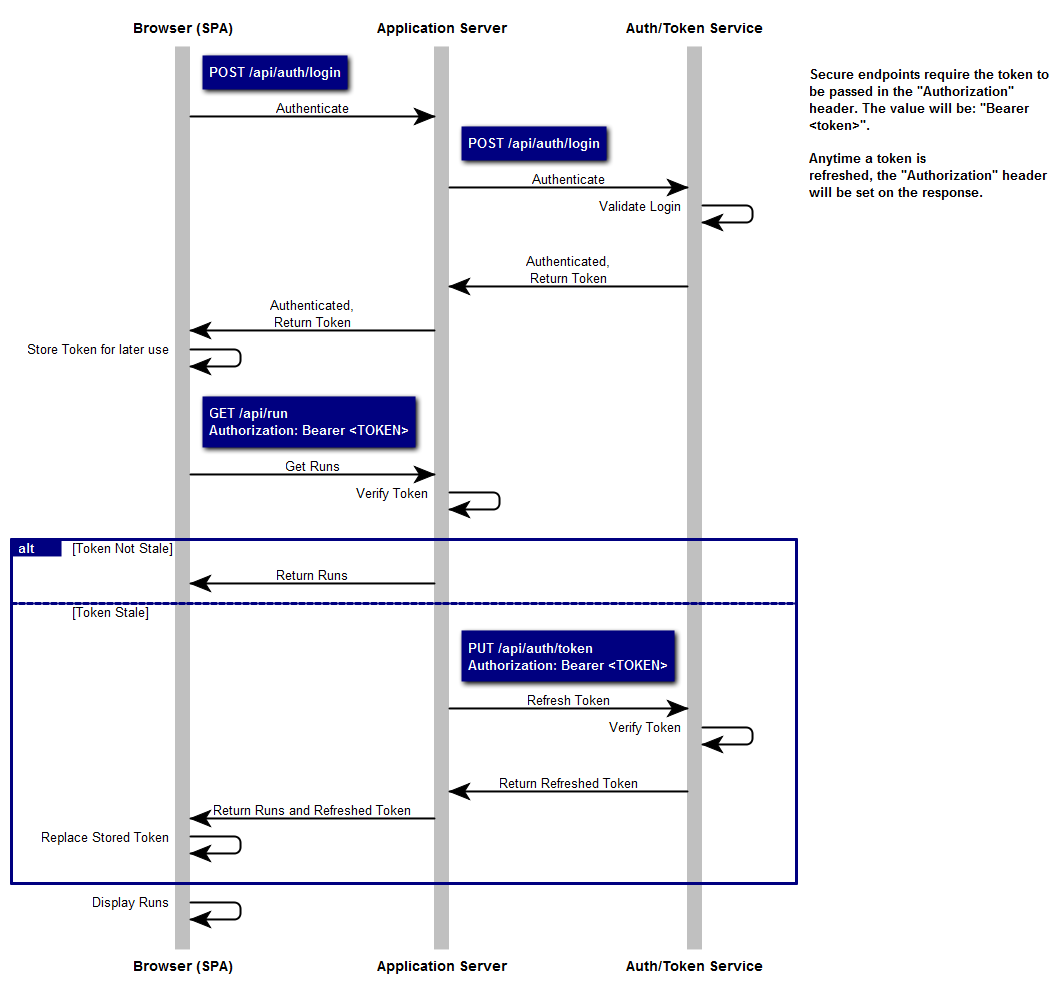 Browser (SPA)
Application Server
Auth/Token Service
POST /api/auth/login
Secure endpoints require the token to
be passed in the "Authorization"
header. The value will be: "Bearer
<token>".
Anytime a token is
refreshed, the "Authorization" header
will be set on the response.
Authenticate
POST /api/auth/login
Authenticate
Validate Login
Authenticated,
Return Token
Authenticated,
Return Token
Store Token for later use
GET /api/run
Authorization: Bearer <TOKEN>
Get Runs
Verify Token
alt
[Token Not Stale]
Return Runs
[Token Stale]
PUT /api/auth/token
Authorization: Bearer <TOKEN>
Refresh Token
Verify Token
Return Refreshed Token
Return Runs and Refreshed Token
Replace Stored Token
Display Runs
Browser (SPA)
Application Server
Auth/Token Service